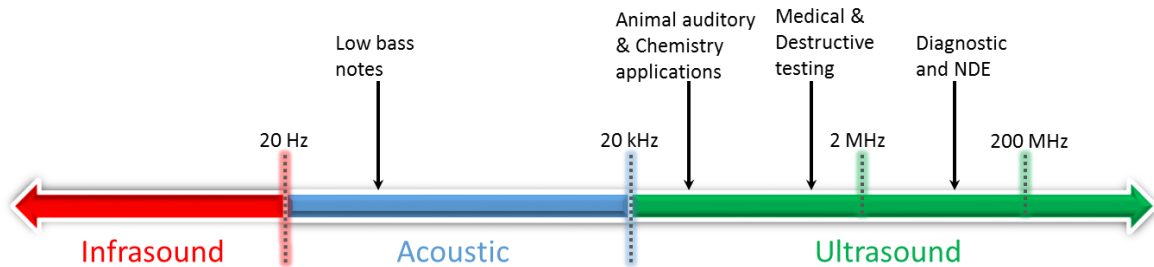 Low bass
notes
Animal auditory
& Chemistry
applications
Medical &
Destructive
testing
Diagnostic
and NDE
20 Hz
20 kHz
2 MHz
200 MHz
Infrasound
Acoustic
Ultrasound